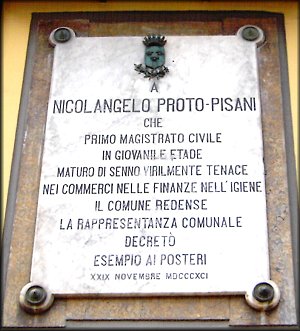 A
NICOLANGELO PROTO-PISANI
CHE
PRIMO MAGISTRATO CIVILE
IN GIOVANILE ETADE
MATURO DI SENNO VIRILMENTE TENACE
NEI COMMERCI NELLE FINANZE NELL'IGIENE
IL COMUNE REDENSE
LA RAPPRESENTANZA COMUNALE
DECRETÒ
ESEMPIO AI POSTERI
XXIX NOVEMBRE MDCCCXCI